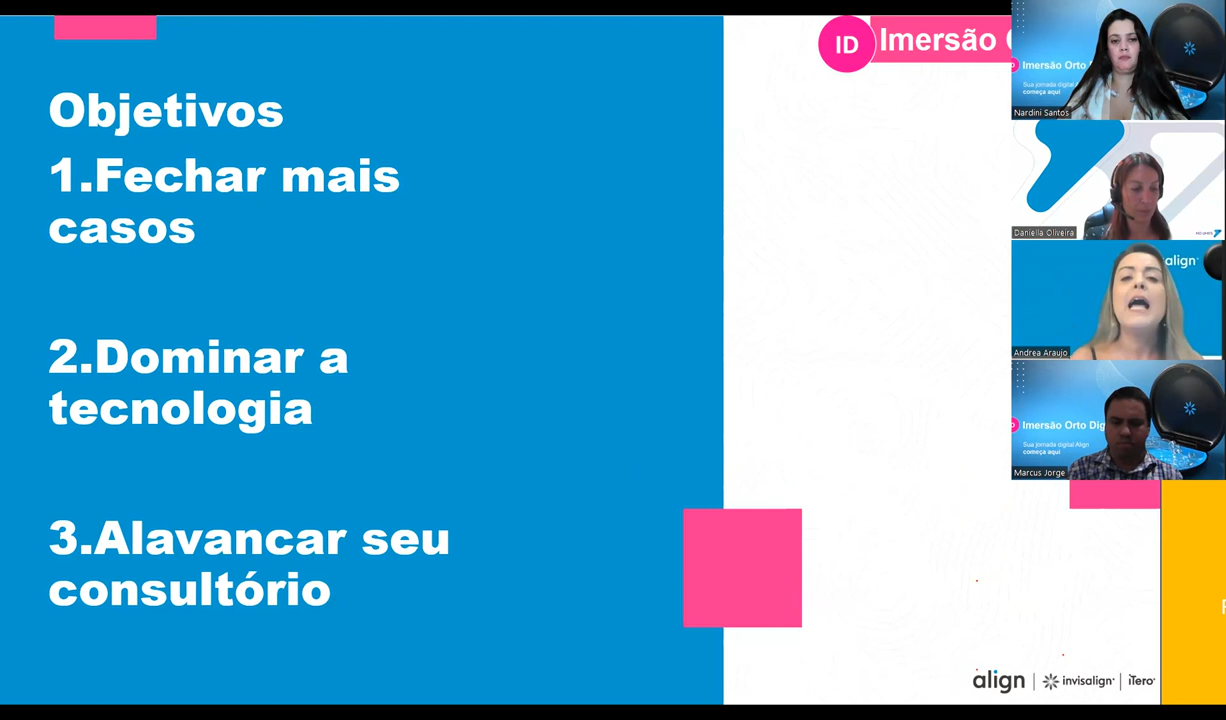 Objetivos
1.Fechar mais
casos
2.Dominar a
tecnologia
3.Alavancar seu
consultório
ID
Imersão
Imersão Orto
Sua jornada digital
começa aqui
Nardini Santos
Daniella Oliveira
align
Andrea Araujo
Imersão Orto Dig
Sua jornada digital Align
começa aqui
Marcus Jorge
align
invisalign
iTero